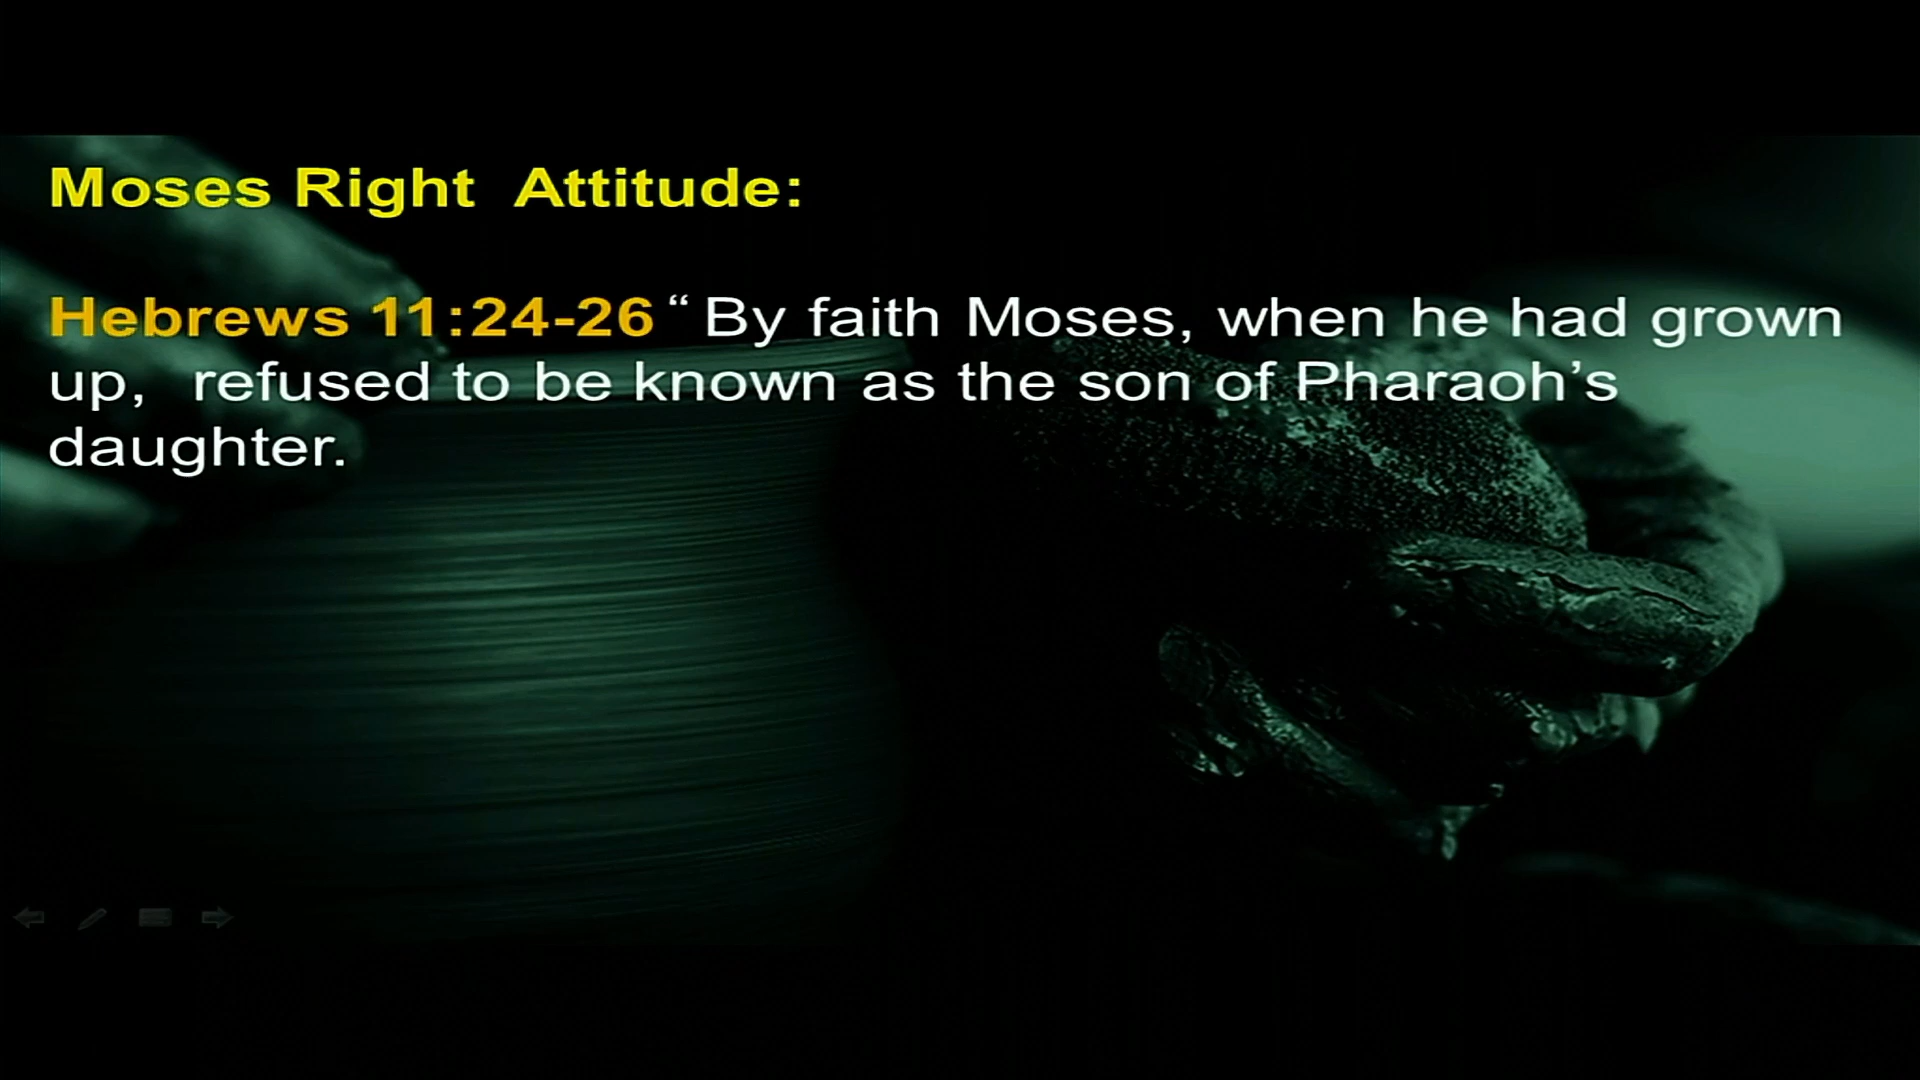 Moses Right  Attitude:
Hebrews 11:24-26 “ By faith Moses, when he had grown
up,  refused to be known as the son of Pharaoh’s
daughter.